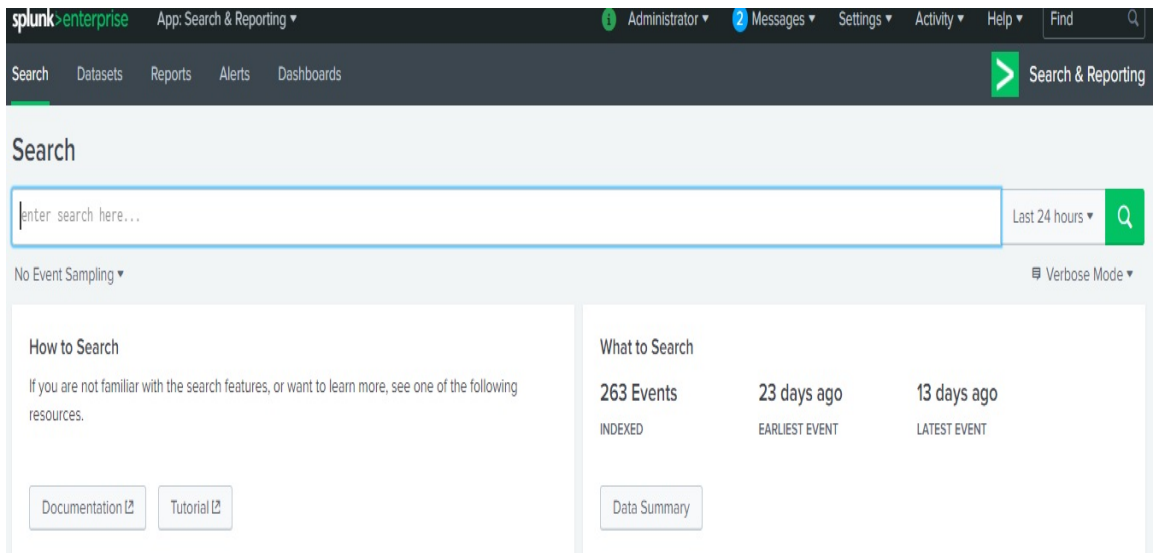 splunk>enterprise App: Search & Reporting ▾ i Administrator ▾ 2 Messages ▾ Settings ▾ Activity ▾ Help ▾ Find
Search Datasets Reports Alerts Dashboards > Search & Reporting
Search
enter search here... Last 24 hours ▾
No Event Sampling ▾ Verbose Mode ▾
How to Search
If you are not familiar with the search features, or want to learn more, see one of the following
resources.
Documentation Tutorial
What to Search
263 Events 23 days ago 13 days ago
INDEXED EARLIEST EVENT LATEST EVENT
Data Summary